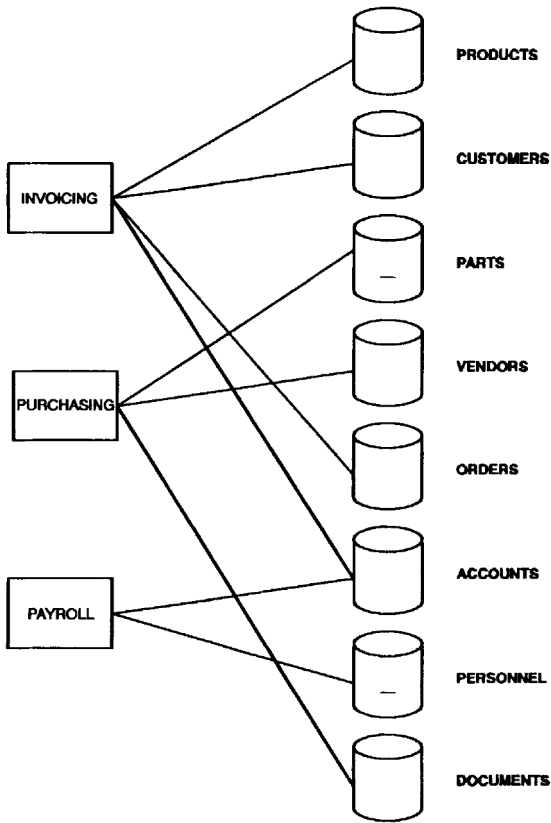 PRODUCTS
CUSTOMERS
INVOICING
PARTS
VENDORS
PURCHASING
ORDERS
ACCOUNTS
PAYROLL
PERSONNEL
DOCUMENTS